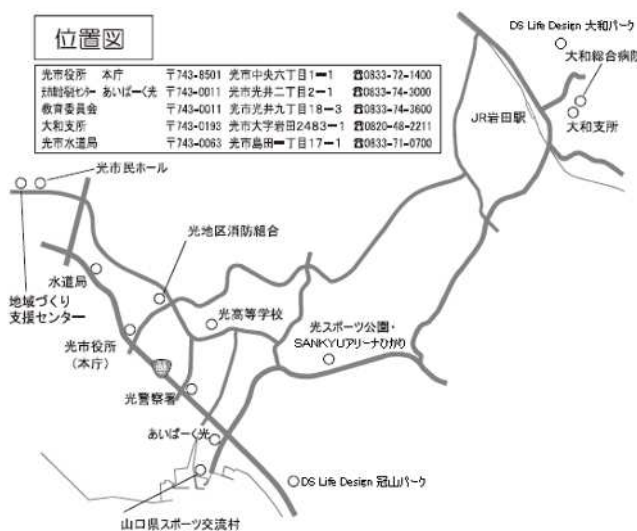 位置図
DS Life Design 大和パーク
大和総合病院
光市役所 本庁 〒743-8501 光市中央六丁目1-1 ☎0833-72-1400
あいぱーく光 〒743-0011 光市光井二丁目2-1 ☎0833-74-3000
教育委員会 〒743-0011 光市光井九丁目18-3 ☎0833-74-3600
大和支所 〒743-0193 光市大字岩田2483-1 ☎0820-48-2211
光市水道局 〒743-0063 光市島田一丁目17-1 ☎0833-71-0700
JR岩田駅
大和支所
光市民ホール
光地区消防組合
水道局
地域づくり
支援センター
光高等学校
光スポーツ公園・
SANKYUアリーナひかり
光市役所
(本庁)
光警察署
あいぱーく光
DS Life Design 冠山パーク
山口県スポーツ交流村